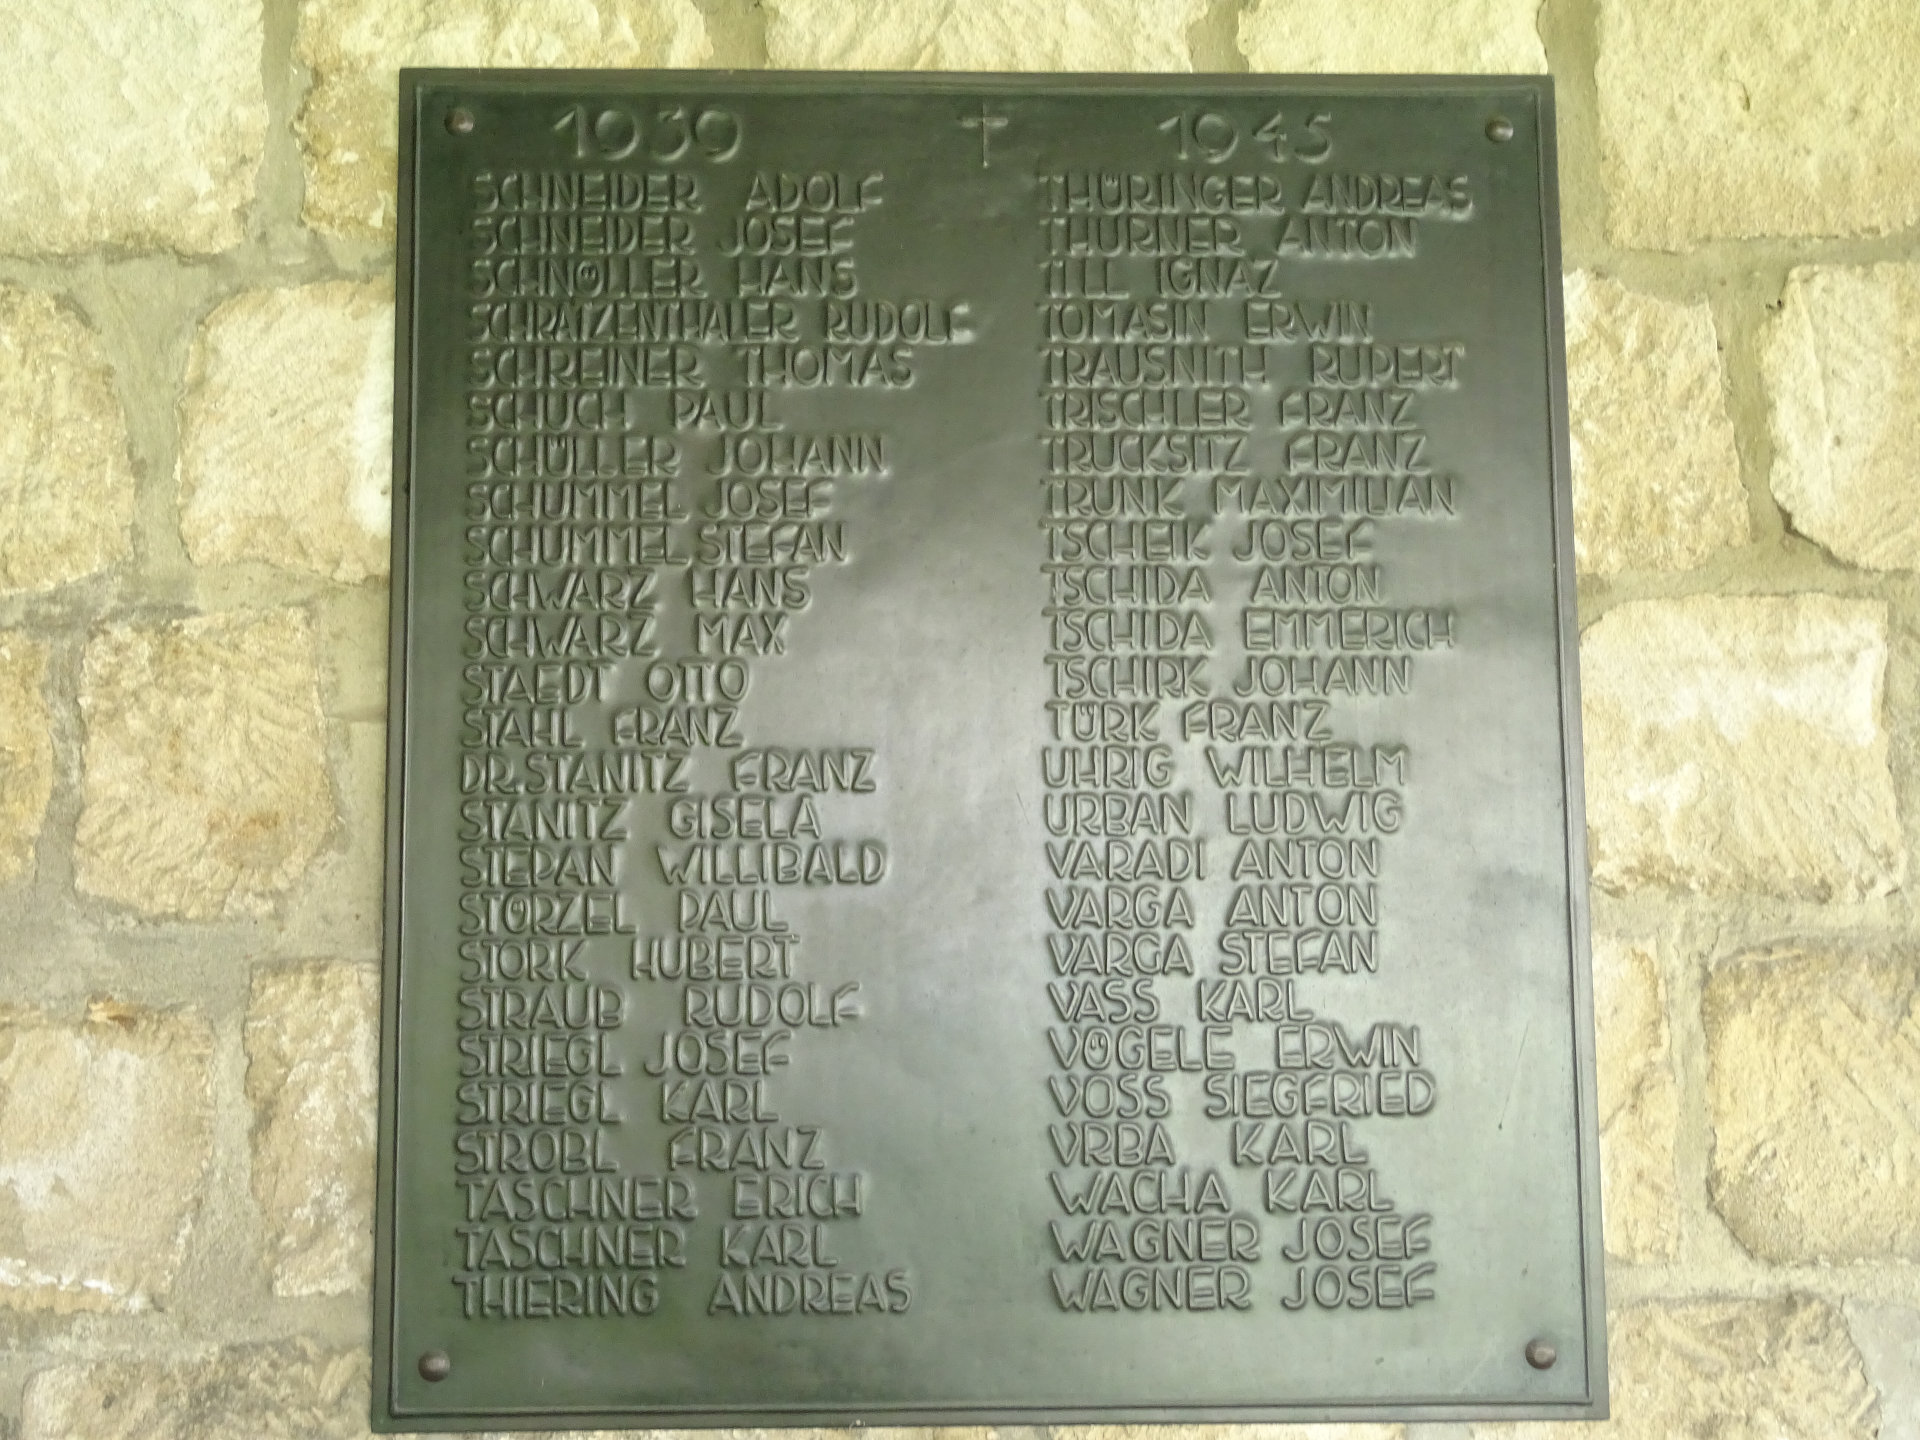 1939 † 1945
SCHNEIDER ADOLF
SCHNEIDER JOSEF
SCHNÖLLER HANS
SCHRATZENTHALER RUDOLF
SCHREINER THOMAS
SCHUCH PAUL
SCHÜLLER JOHANN
SCHUMMEL JOSEF
SCHUMMEL STEFAN
SCHWARZ HANS
SCHWARZ MAX
STAEDT OTTO
STAHL FRANZ
DR. STANITZ FRANZ
STANITZ GISELA
STEPAN WILLIBALD
STÖRZEL PAUL
STORK HUBERT
STRAUB RUDOLF
STRIEGL JOSEF
STRIEGL KARL
STROBL FRANZ
TASCHNER ERICH
TASCHNER KARL
THIERING ANDREAS
THÜRINGER ANDREAS
THURNER ANTON
TILL IGNAZ
TOMASIN ERWIN
TRAUSNITH RUPERT
TRISCHLER FRANZ
TRUCKSITZ FRANZ
TRUNK MAXIMILIAN
TSCHEIK JOSEF
TSCHIDA ANTON
TSCHIDA EMMERICH
TSCHIRK JOHANN
TÜRK FRANZ
UHRIG WILHELM
URBAN LUDWIG
VARADI ANTON
VARGA ANTON
VARGA STEFAN
VASS KARL
VÖGELE ERWIN
VOSS SIEGFRIED
VRBA KARL
WACHA KARL
WAGNER JOSEF
WAGNER JOSEF